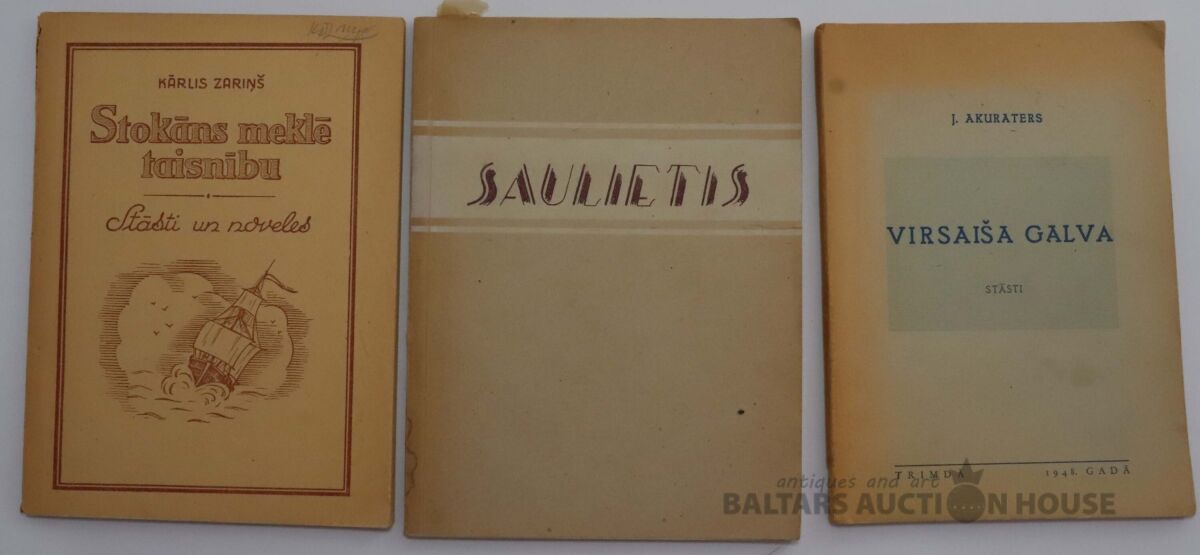 KĀRLIS ZARIŅŠ
Stokāns meklē
taisnību
Stāsti un noveles
SAULIETIS
J. AKURATERS
VIRSAIŠA GALVA
STĀSTI
TRIMDĀ 1948. GADĀ
antiques and art
BALTARS AUCTION HOUSE